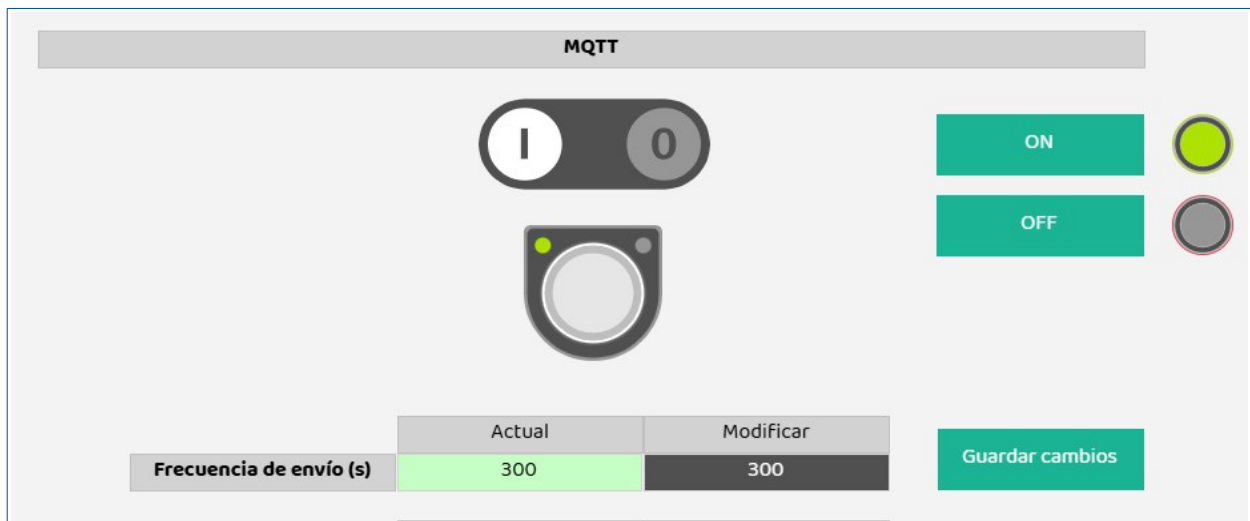 MQTT
I 0
ON
OFF
Actual Modificar
Frecuencia de envío (s) 300 300
Guardar cambios